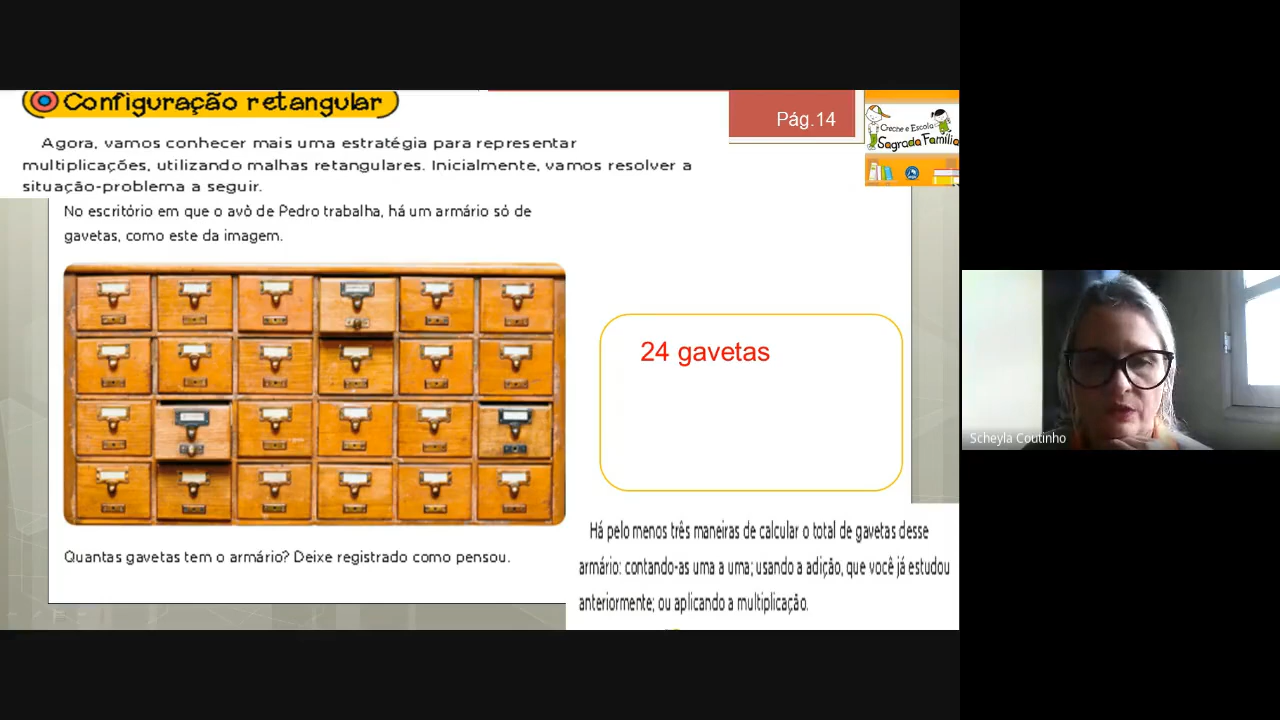 Configuração retangular
Pág.14
Creche e Escola
Sagrada Família
Agora, vamos conhecer mais uma estratégia para representar
multiplicações, utilizando malhas retangulares. Inicialmente, vamos resolver a
situação-problema a seguir.
No escritório em que o avô de Pedro trabalha, há um armário só de
gavetas, como este da imagem.
24 gavetas
Quantas gavetas tem o armário? Deixe registrado como pensou.
Há pelo menos três maneiras de calcular o total de gavetas desse
armário: contando-as uma a uma; usando a adição, que você já estudou
anteriormente; ou aplicando a multiplicação.
Scheyla Coutinho